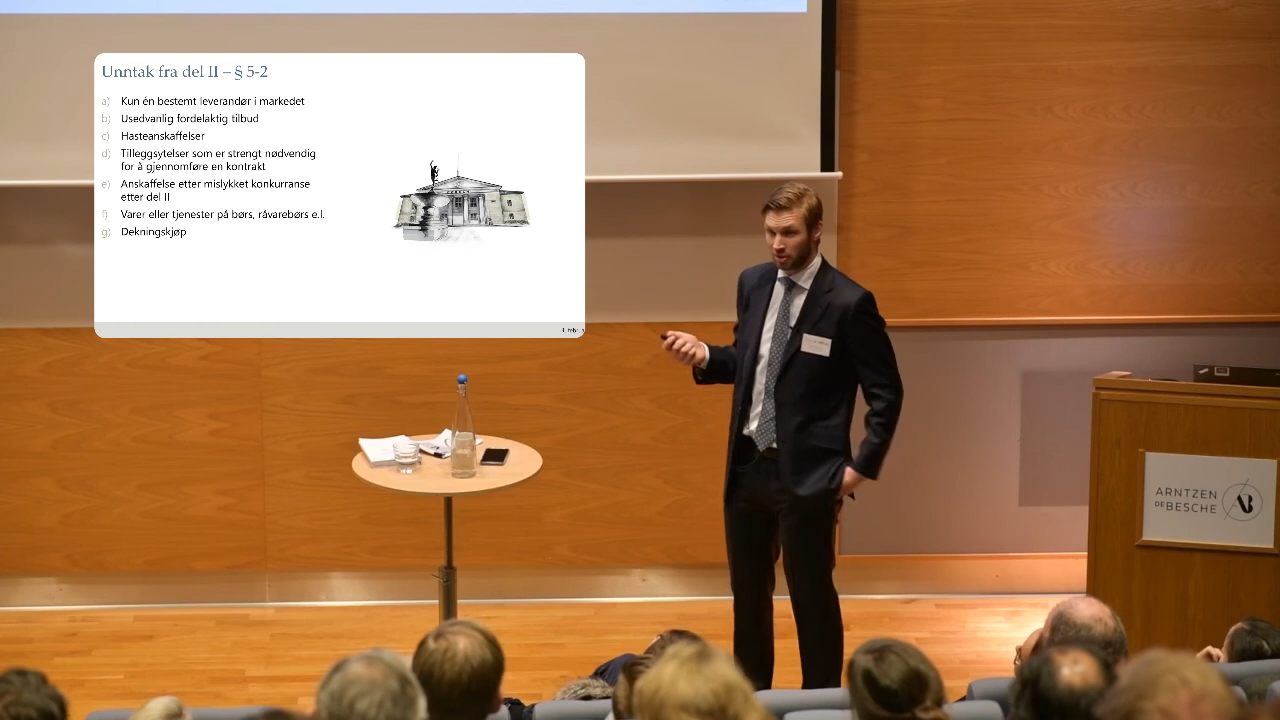 Unntak fra del II – § 5-2
a) Kun én bestemt leverandør i markedet
b) Usedvanlig fordelaktig tilbud
c) Hasteanskaffelser
d) Tilleggsytelser som er strengt nødvendig
for å gjennomføre en kontrakt
e) Anskaffelse etter mislykket konkurranse
etter del II
f) Varer eller tjenester på børs, råvarebørs e.l.
g) Dekningskjøp
ARNTZEN
DEBESCHE